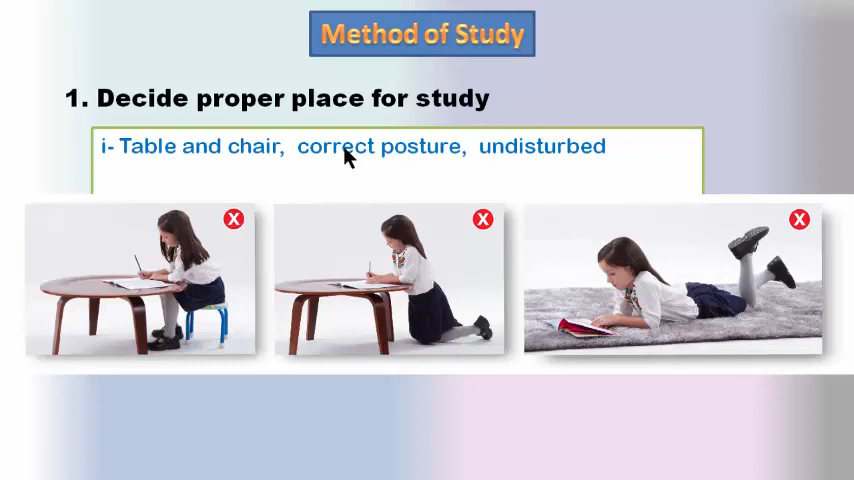 Method of Study
1. Decide proper place for study
i- Table and chair, correct posture, undisturbed
X X X